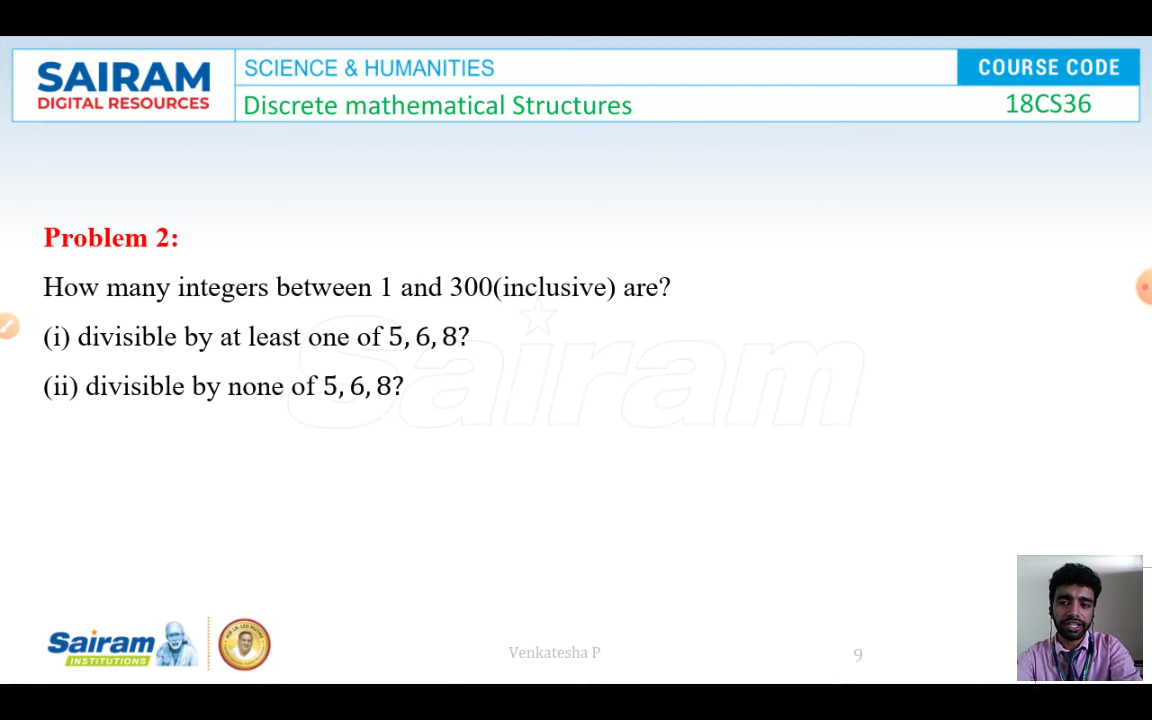 SAIRAM
DIGITAL RESOURCES
SCIENCE & HUMANITIES
COURSE CODE
Discrete mathematical Structures
18CS36
Problem 2:
How many integers between 1 and 300(inclusive) are?
(i) divisible by at least one of 5, 6, 8?
(ii) divisible by none of 5, 6, 8?
Sairam
Sairam
INSTITUTIONS
Venkatesha P
9